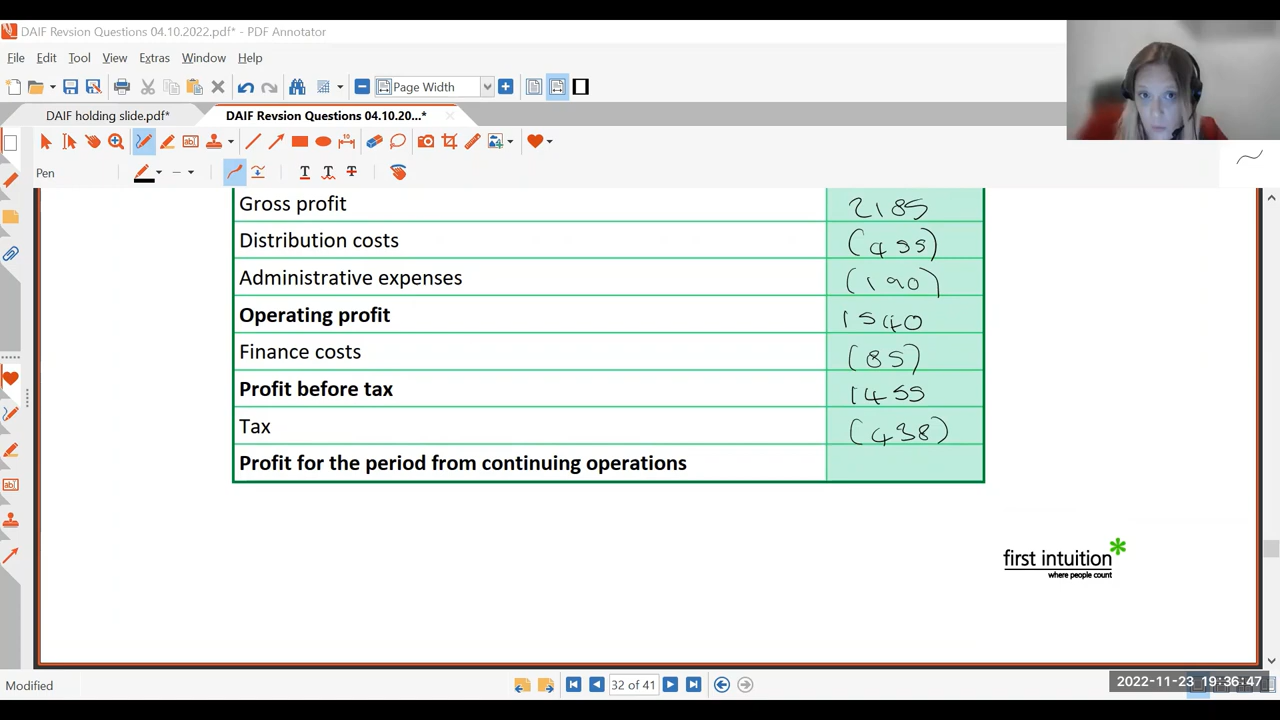 DAIF Revsion Questions 04.10.2022.pdf* - PDF Annotator
File Edit Tool View Extras Window Help
Page Width
DAIF holding slide.pdf*
DAIF Revsion Questions 04.10.20...*
Pen
Gross profit 2185
Distribution costs (455)
Administrative expenses (190)
Operating profit 1540
Finance costs (85)
Profit before tax 1455
Tax (438)
Profit for the period from continuing operations
first intuition
where people count
Modified
32 of 41
2022-11-23 19:36:47